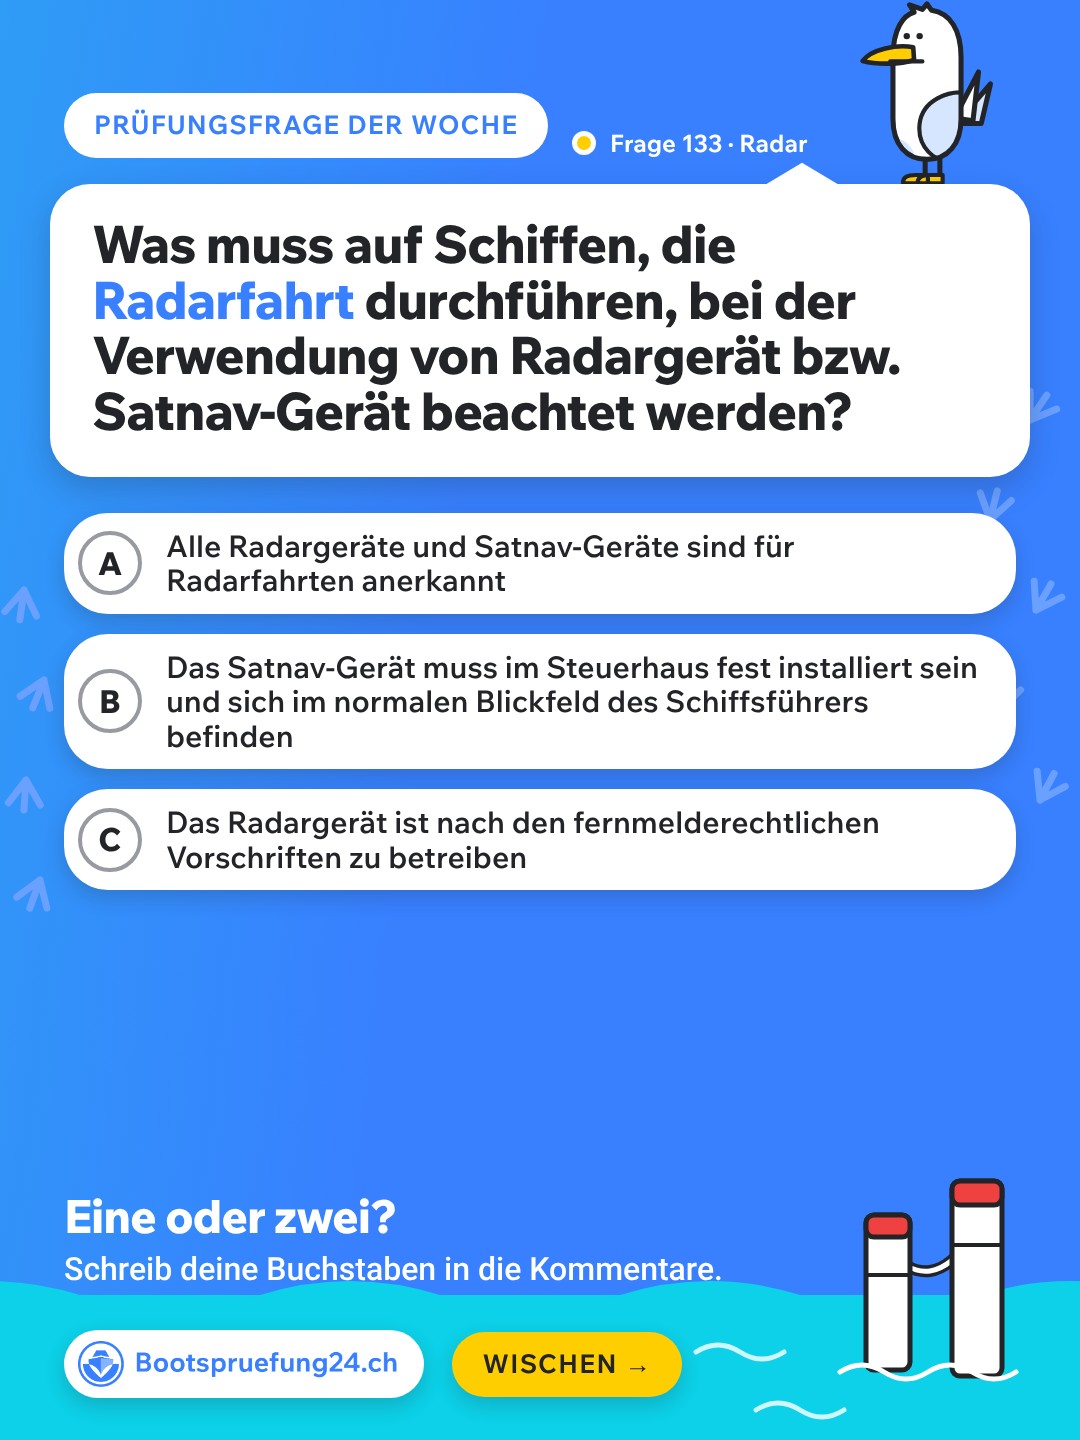 PRÜFUNGSFRAGE DER WOCHE
Frage 133 · Radar
Was muss auf Schiffen, die
Radarfahrt durchführen, bei der
Verwendung von Radargerät bzw.
Satnav-Gerät beachtet werden?
A
Alle Radargeräte und Satnav-Geräte sind für
Radarfahrten anerkannt
B
Das Satnav-Gerät muss im Steuerhaus fest installiert sein
und sich im normalen Blickfeld des Schiffsführers
befinden
C
Das Radargerät ist nach den fernmelderechtlichen
Vorschriften zu betreiben
Eine oder zwei?
Schreib deine Buchstaben in die Kommentare.
Bootspruefung24.ch
WISCHEN →